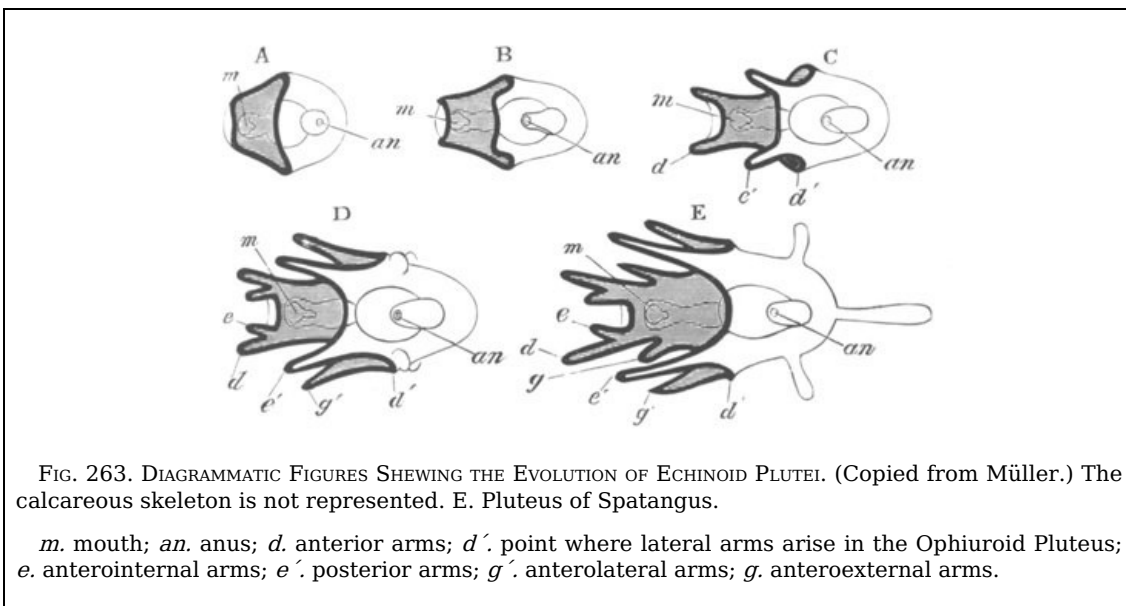 A
B
C
m
an
m
an
m
d
e′
d′
an
D
E
m
e
d
e′
g′
d′
an
m
e
d
g
e′
g′
d′
an
FIG. 263. DIAGRAMMATIC FIGURES SHEWING THE EVOLUTION OF ECHINOID PLUTEI. (Copied from Müller.) The
calcareous skeleton is not represented. E. Pluteus of Spatangus.
m. mouth; an. anus; d. anterior arms; d´. point where lateral arms arise in the Ophiuroid Pluteus;
e. anterointernal arms; e´. posterior arms; g´. anterolateral arms; g. anteroexternal arms.